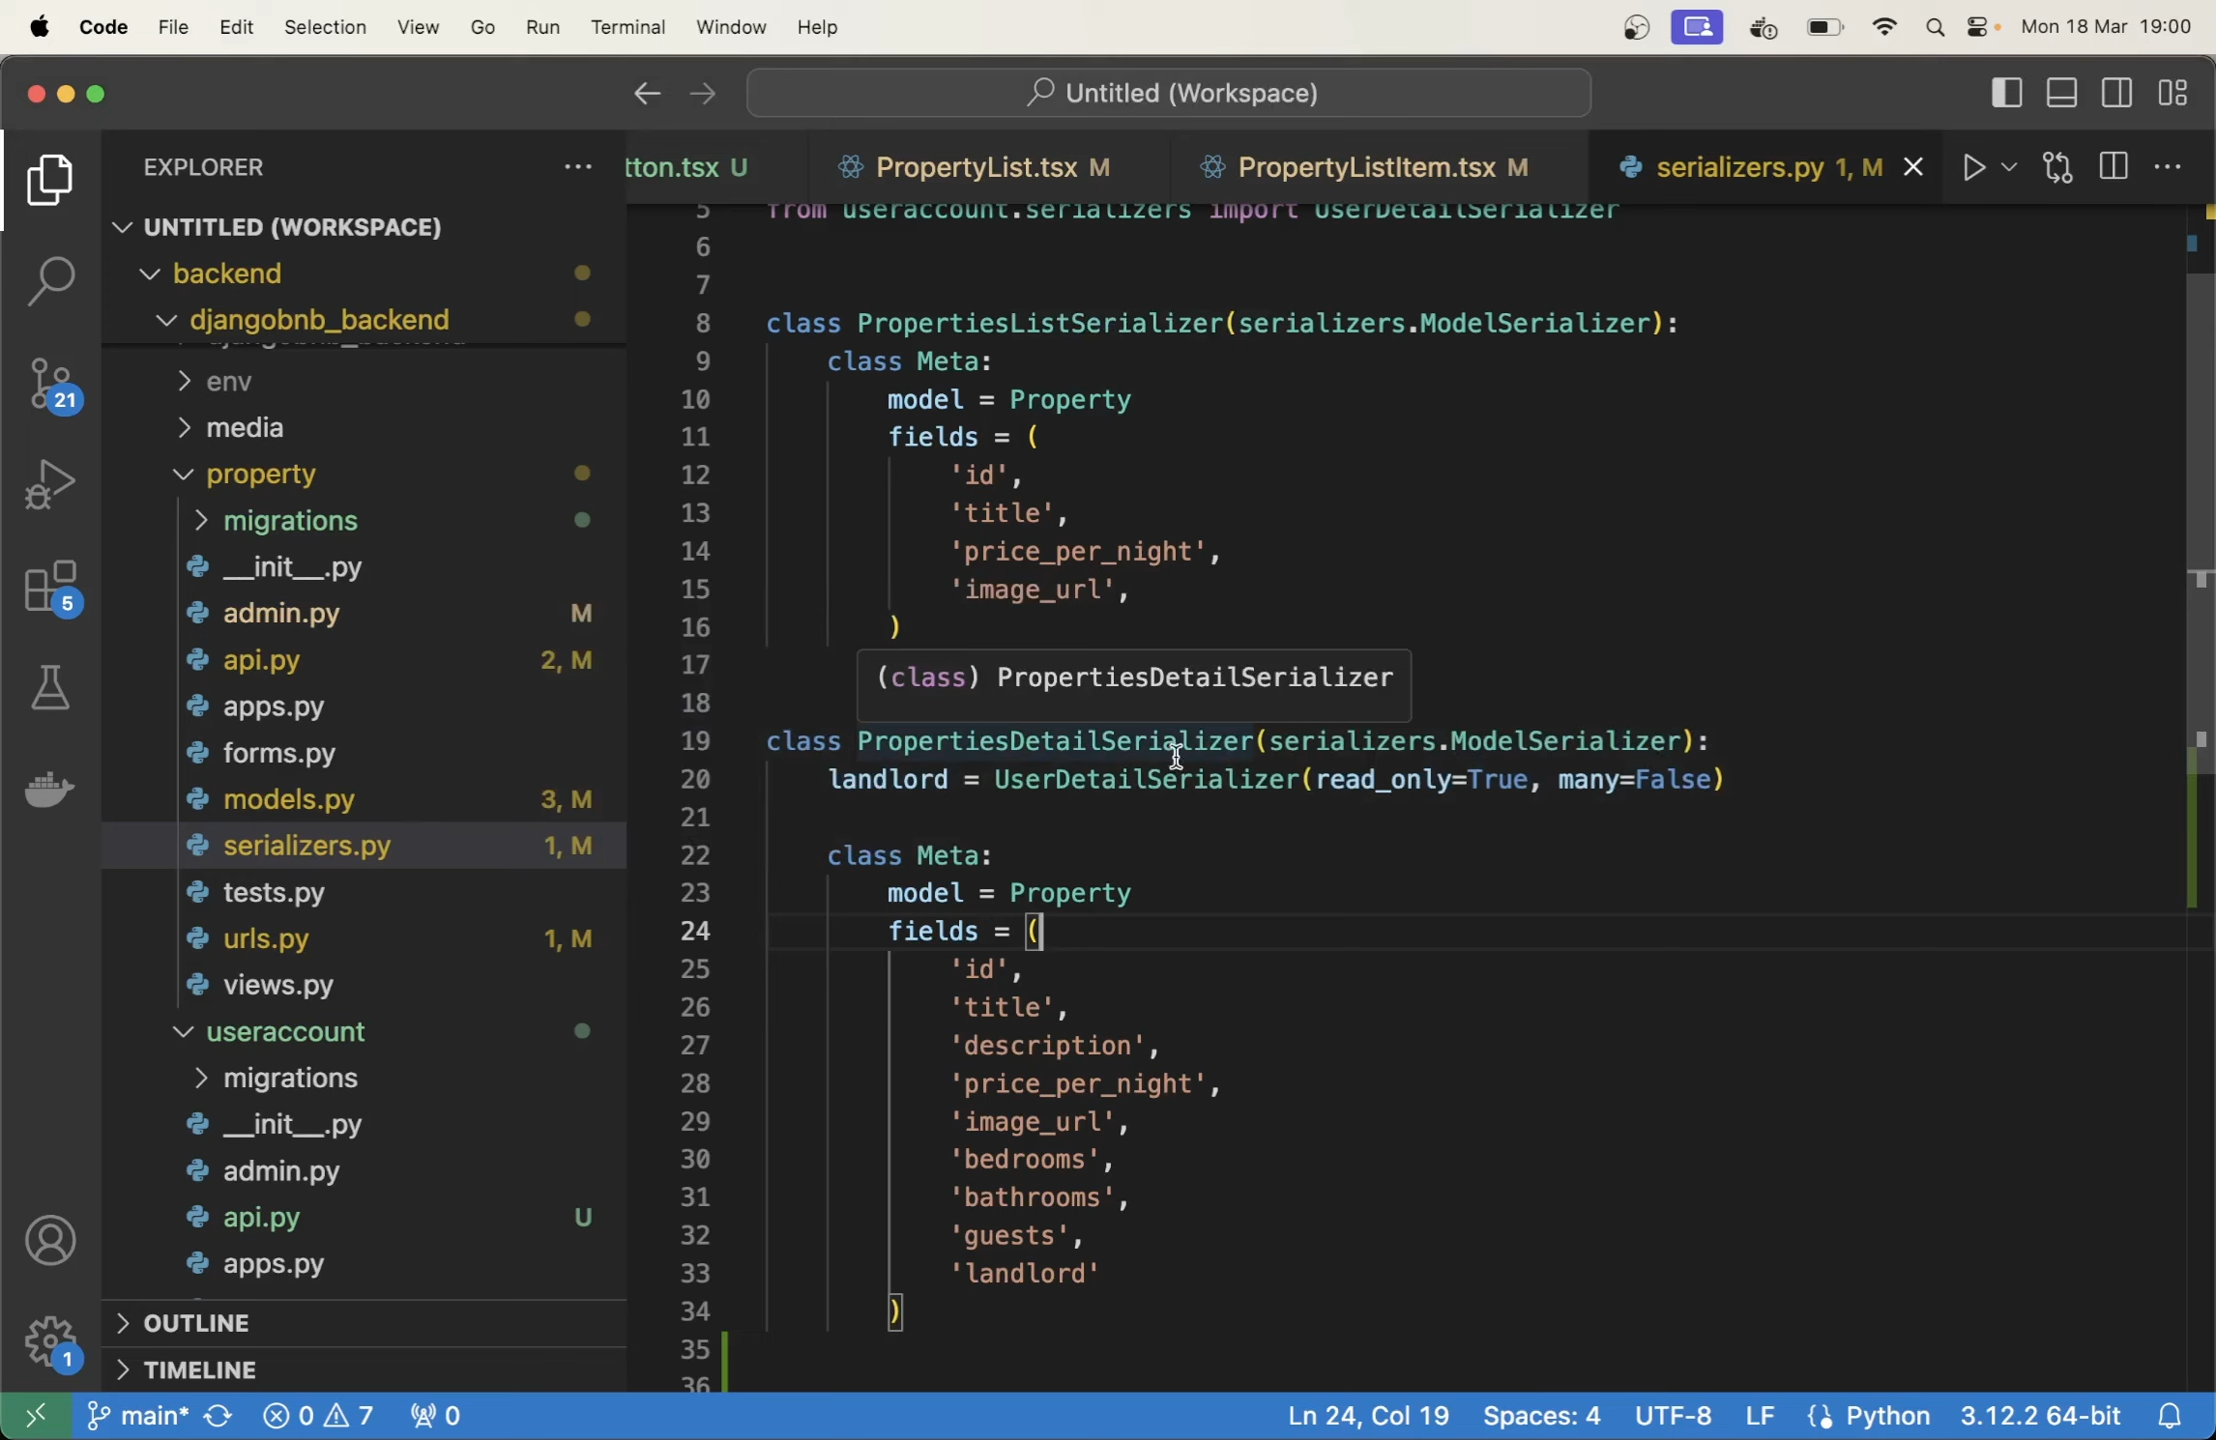 Code File Edit Selection View Go Run Terminal Window Help Mon 18 Mar 19:00
Untitled (Workspace)
EXPLORER
tton.tsx U PropertyList.tsx M PropertyListItem.tsx M serializers.py 1, M
UNTITLED (WORKSPACE)
backend
djangobnb_backend
djangobnb_backend
env
media
property
migrations
__init__.py
admin.py M
api.py 2, M
apps.py
forms.py
models.py 3, M
serializers.py 1, M
tests.py
urls.py 1, M
views.py
useraccount
migrations
__init__.py
admin.py
api.py U
apps.py
OUTLINE
TIMELINE
21
5
1
5 from useraccount.serializers import UserDetailSerializer
6
7
8 class PropertiesListSerializer(serializers.ModelSerializer):
9 class Meta:
10 model = Property
11 fields = (
12 'id',
13 'title',
14 'price_per_night',
15 'image_url',
16 )
17
(class) PropertiesDetailSerializer
18
19 class PropertiesDetailSerializer(serializers.ModelSerializer):
20 landlord = UserDetailSerializer(read_only=True, many=False)
21
22 class Meta:
23 model = Property
24 fields = (
25 'id',
26 'title',
27 'description',
28 'price_per_night',
29 'image_url',
30 'bedrooms',
31 'bathrooms',
32 'guests',
33 'landlord'
34 )
35
36
main* 0 7 0 Ln 24, Col 19 Spaces: 4 UTF-8 LF Python 3.12.2 64-bit